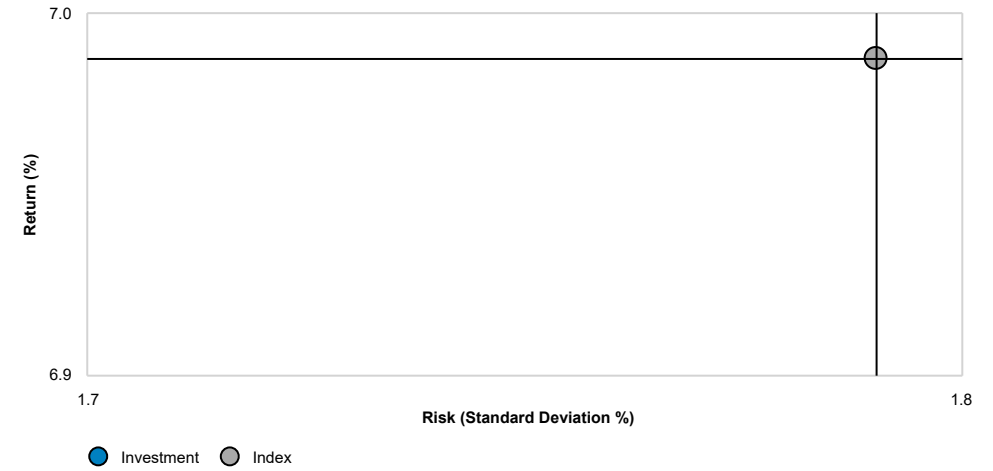 7.0
Return (%)
6.9
1.7
1.8
Risk (Standard Deviation %)
Investment
Index